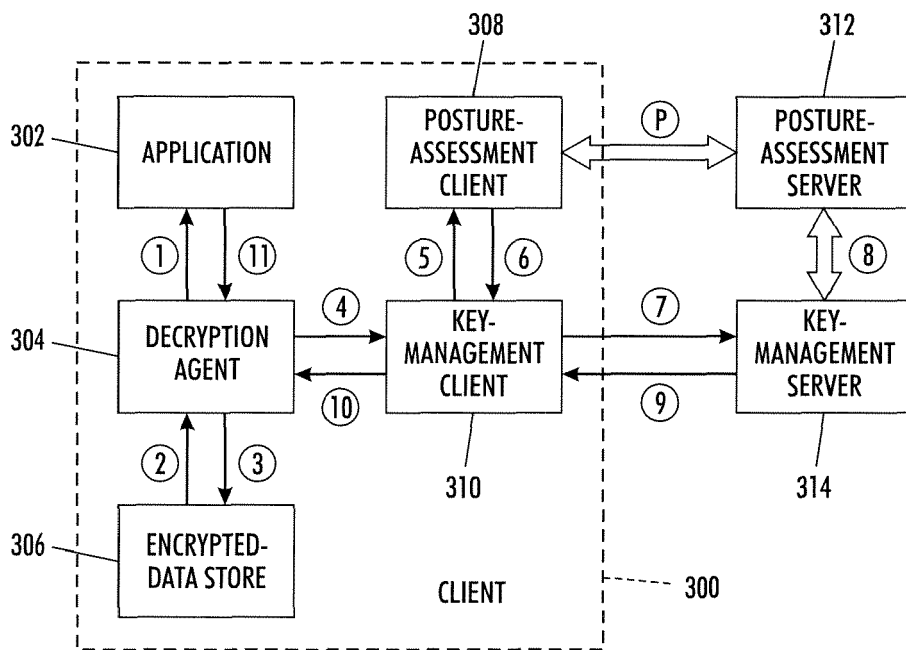 308
312
302
APPLICATION
POSTURE-
ASSESSMENT
CLIENT
P
POSTURE-
ASSESSMENT
SERVER
1
11
5
6
8
304
DECRYPTION
AGENT
4
10
KEY-
MANAGEMENT
CLIENT
7
9
KEY-
MANAGEMENT
SERVER
2
3
310
314
306
ENCRYPTED-
DATA STORE
CLIENT
300